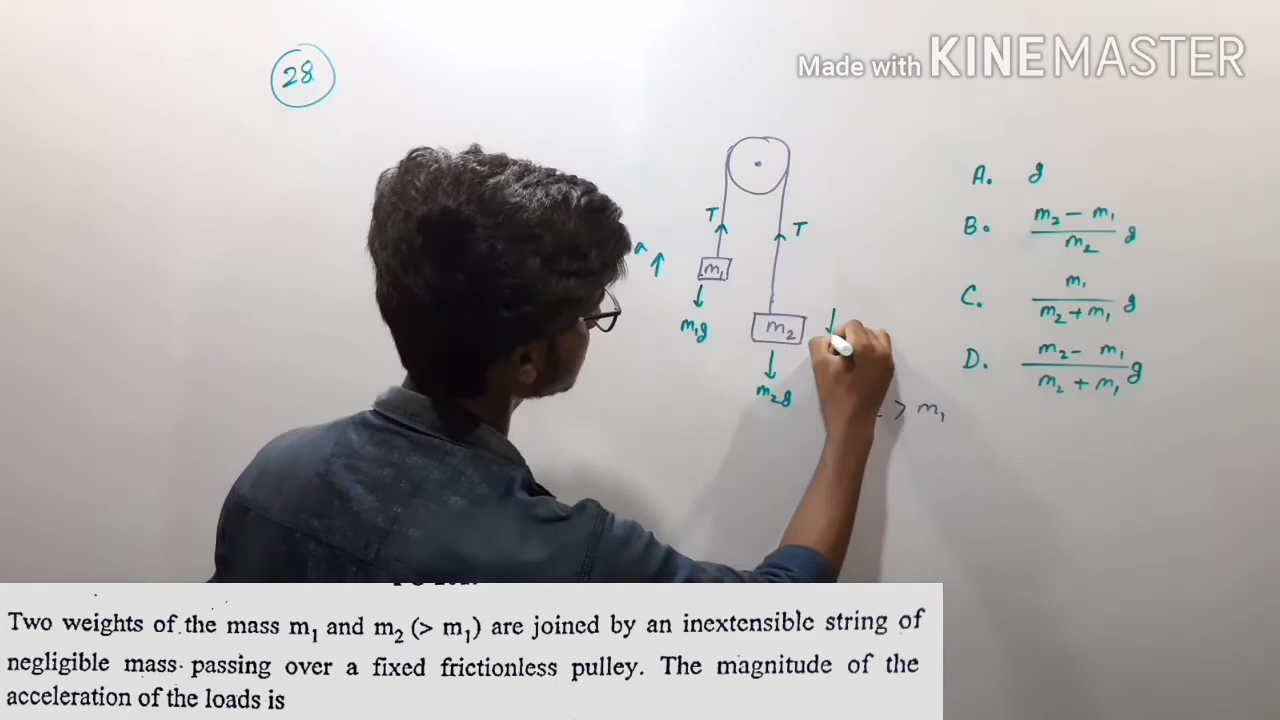 Made with KINEMASTER
28
T
T
a
m₁
m₁g
m₂
m₂g
> m₁
A. g
B. m₂ - m₁ / m₂ g
C. m₁ / m₂ + m₁ g
D. m₂ - m₁ / m₂ + m₁ g
Two weights of the mass m₁ and m₂ (> m₁) are joined by an inextensible string of
negligible mass passing over a fixed frictionless pulley. The magnitude of the
acceleration of the loads is